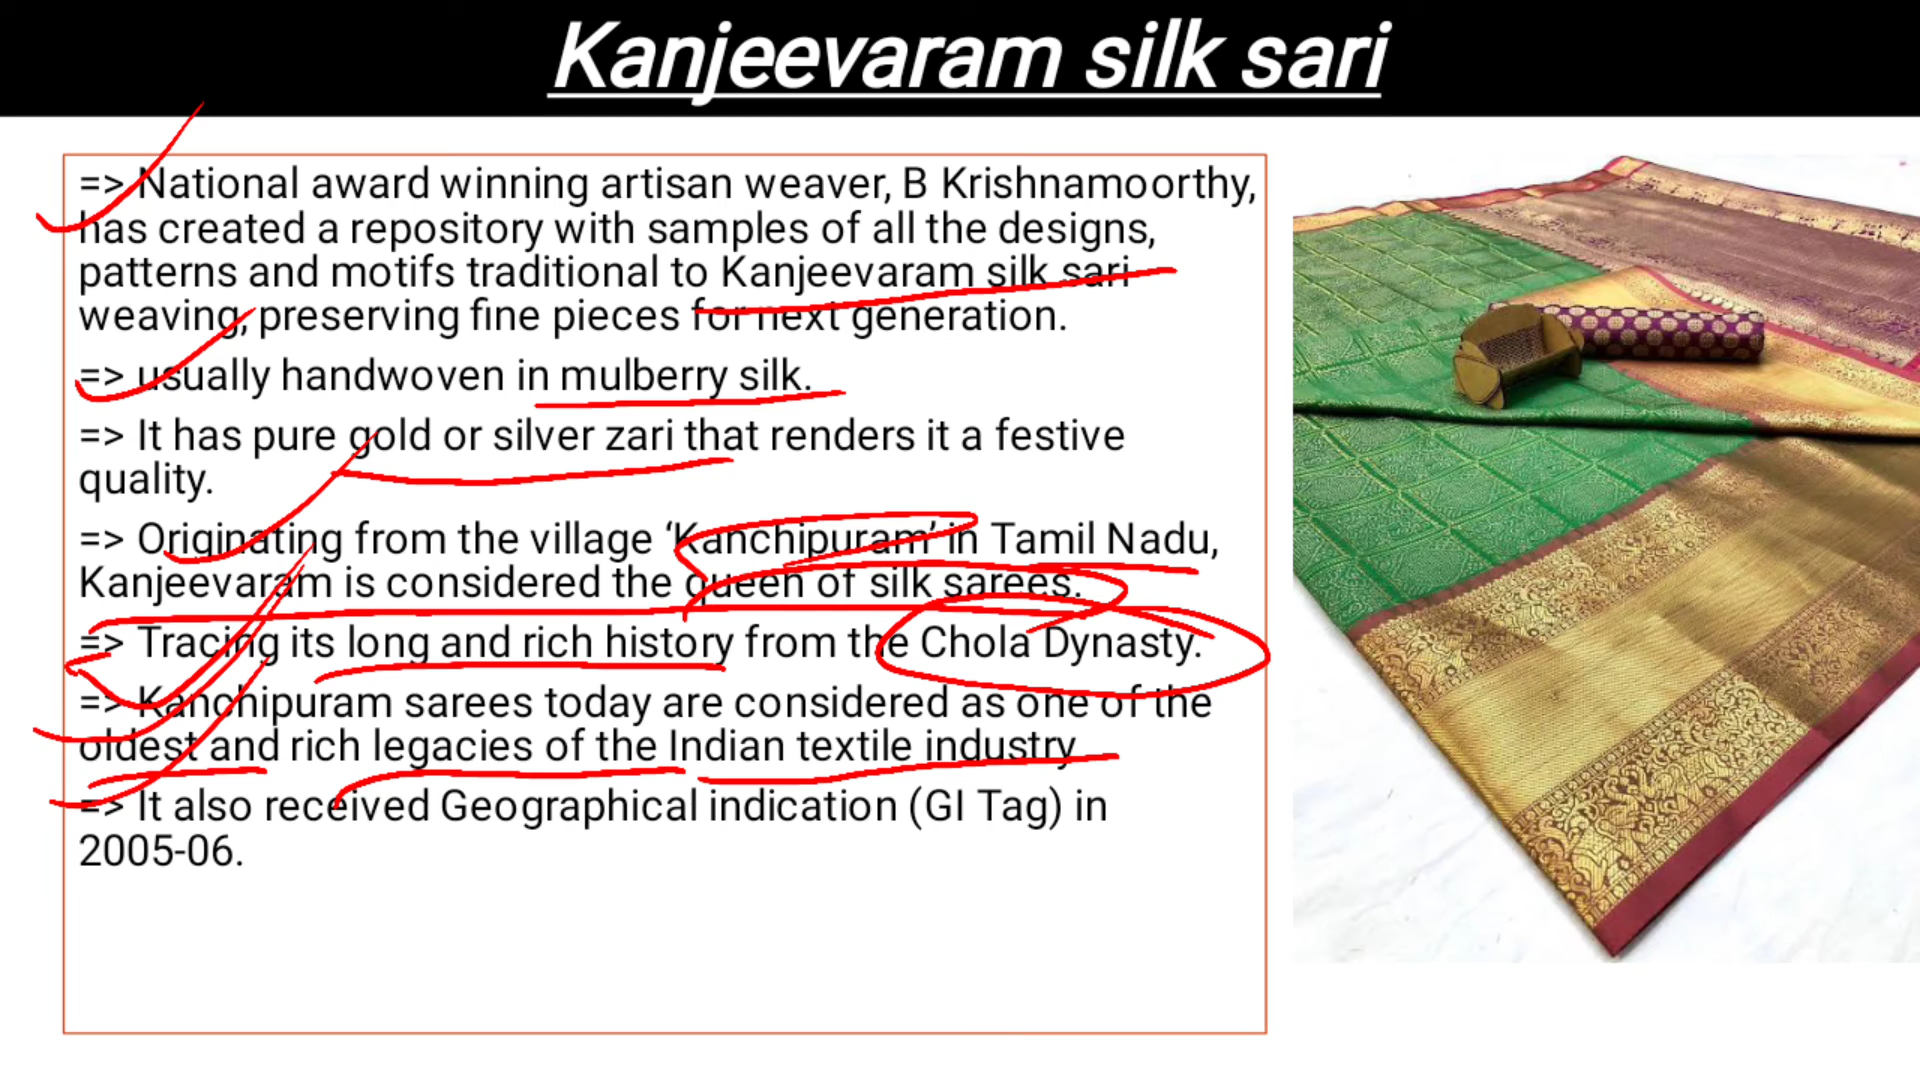 Kanjeevaram silk sari
=> National award winning artisan weaver, B Krishnamoorthy,
has created a repository with samples of all the designs,
patterns and motifs traditional to Kanjeevaram silk sari
weaving, preserving fine pieces for next generation.
=> usually handwoven in mulberry silk.
=> It has pure gold or silver zari that renders it a festive
quality.
=> Originating from the village ‘Kanchipuram’ in Tamil Nadu,
Kanjeevaram is considered the queen of silk sarees.
=> Tracing its long and rich history from the Chola Dynasty.
=> Kanchipuram sarees today are considered as one of the
oldest and rich legacies of the Indian textile industry
=> It also received Geographical indication (GI Tag) in
2005-06.